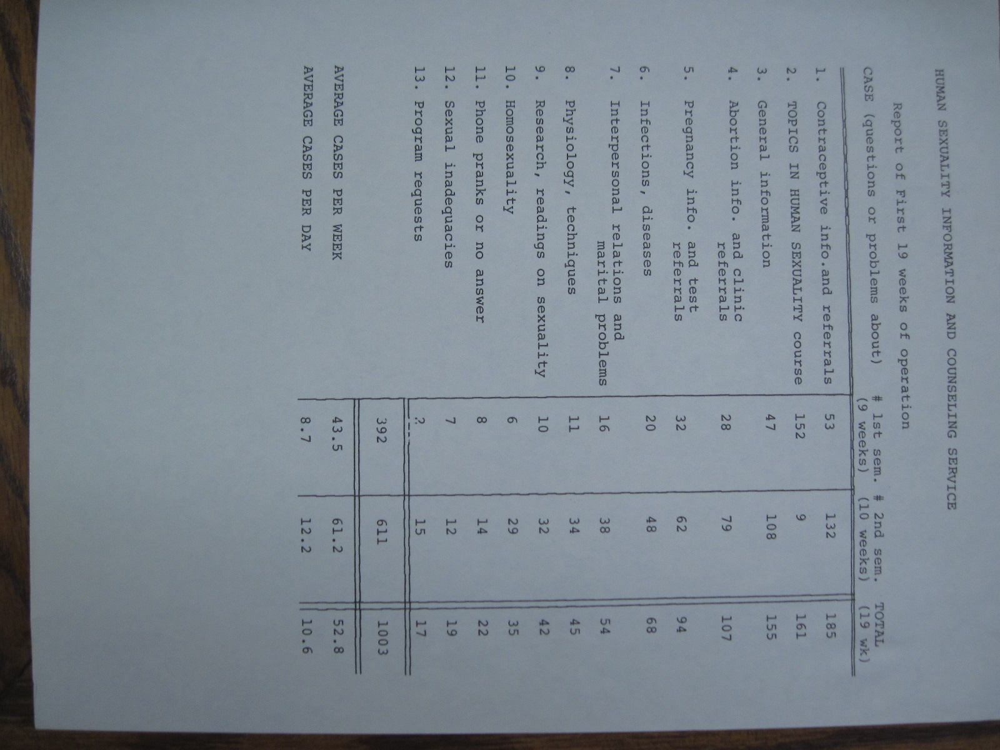 HUMAN SEXUALITY INFORMATION AND COUNSELING SERVICE
Report of First 19 weeks of operation
CASE (questions or problems about) # 1st sem. # 2nd sem. TOTAL
(9 weeks) (10 weeks) (19 wk)
1. Contraceptive info.and referrals 53 132 185
2. TOPICS IN HUMAN SEXUALITY course 152 9 161
3. General information 47 108 155
4. Abortion info. and clinic
referrals 28 79 107
5. Pregnancy info. and test
referrals 32 62 94
6. Infections, diseases 20 48 68
7. Interpersonal relations and
marital problems 16 38 54
8. Physiology, techniques 11 34 45
9. Research, readings on sexuality 10 32 42
10. Homosexuality 6 29 35
11. Phone pranks or no answer 8 14 22
12. Sexual inadequacies 7 12 19
13. Program requests 2 15 17
392 611 1003
AVERAGE CASES PER WEEK 43.5 61.2 52.8
AVERAGE CASES PER DAY 8.7 12.2 10.6